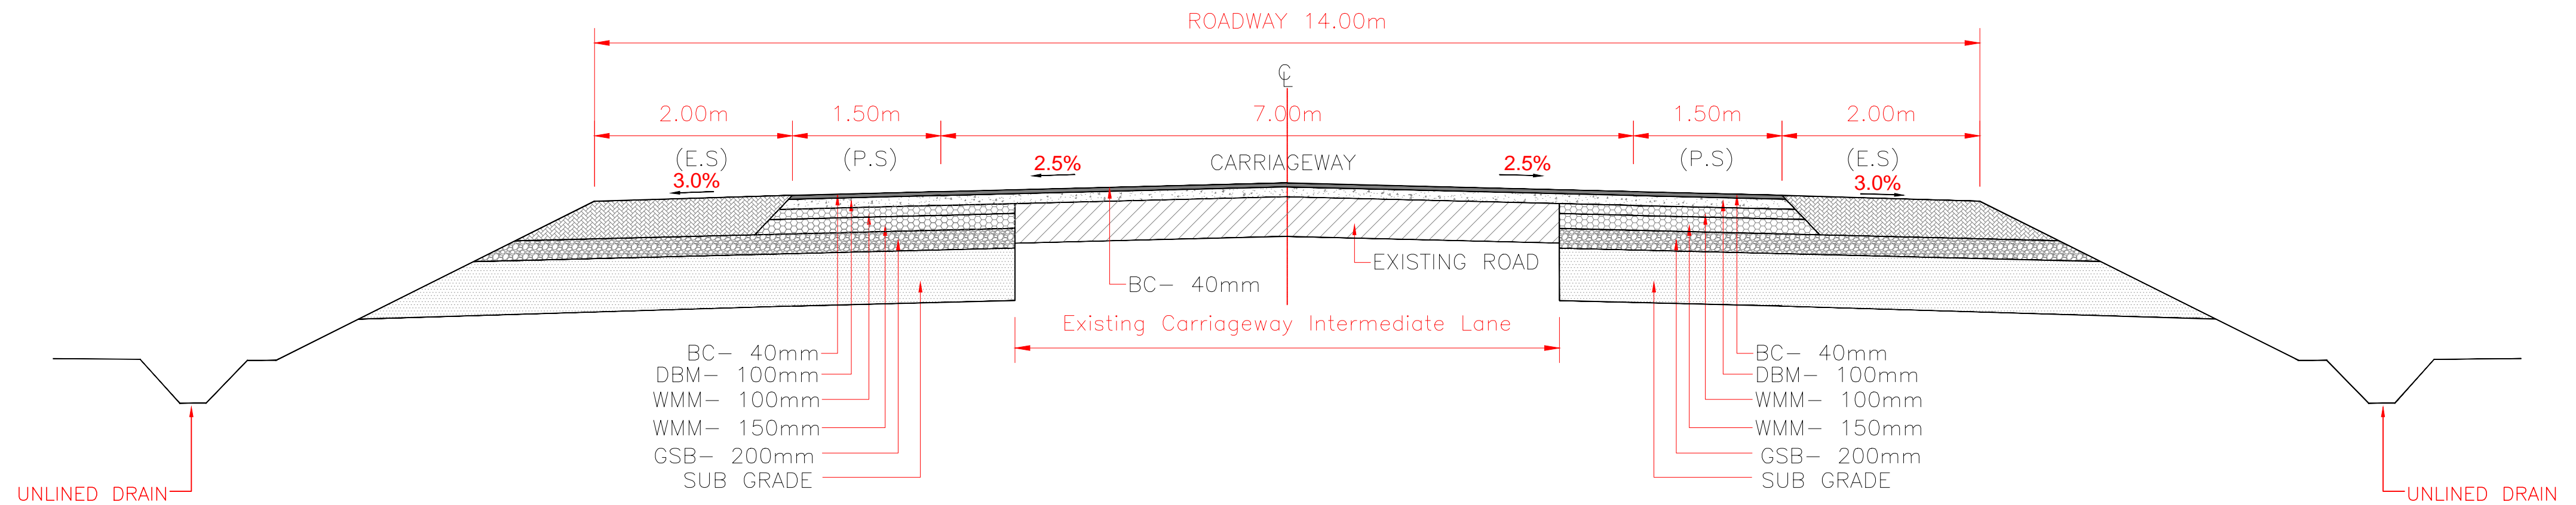 ROADWAY 14.00m
℄
2.00m 1.50m 7.00m 1.50m 2.00m
(E.S) (P.S) CARRIAGEWAY (P.S) (E.S)
2.5% 2.5%
3.0% 3.0%
EXISTING ROAD
BC- 40mm
Existing Carriageway Intermediate Lane
BC- 40mm BC- 40mm
DBM- 100mm DBM- 100mm
WMM- 100mm WMM- 100mm
WMM- 150mm WMM- 150mm
GSB- 200mm GSB- 200mm
SUB GRADE SUB GRADE
UNLINED DRAIN UNLINED DRAIN